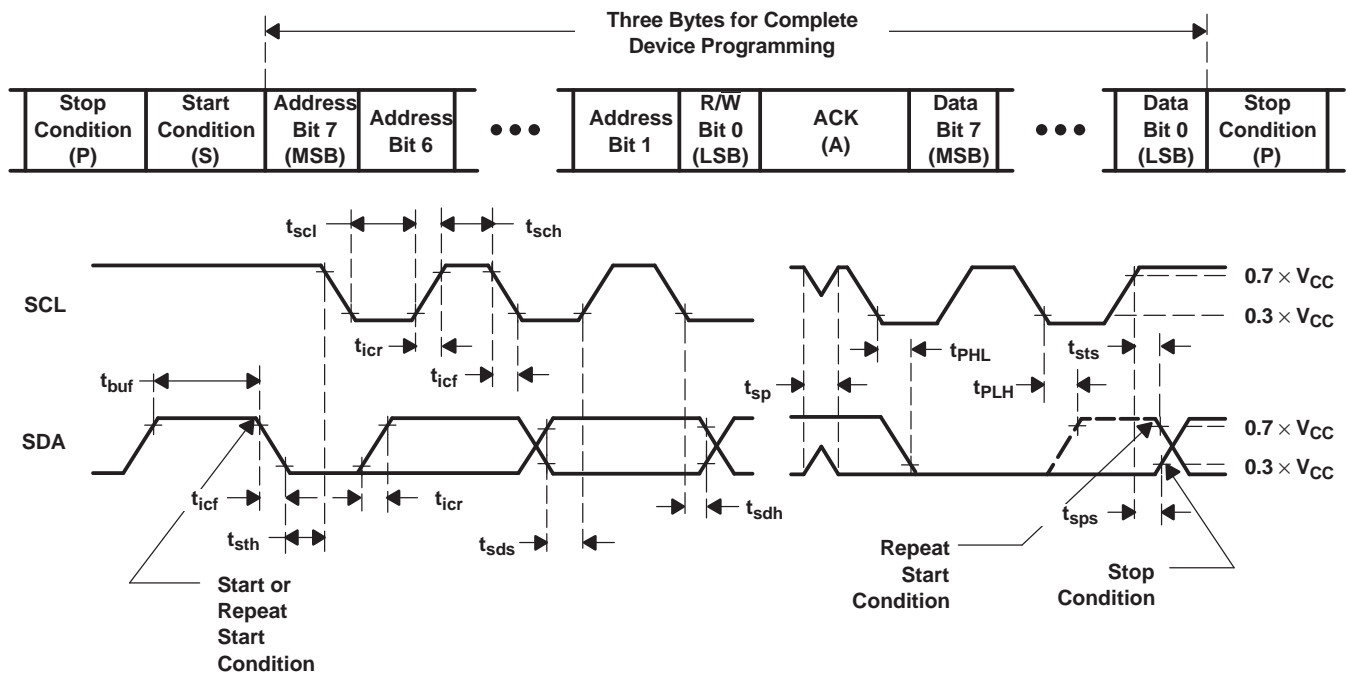 Three Bytes for Complete
Device Programming
Stop
Condition
(P)
Start
Condition
(S)
Address
Bit 7
(MSB)
Address
Bit 6
•••
Address
Bit 1
R/W̅
Bit 0
(LSB)
ACK
(A)
Data
Bit 7
(MSB)
•••
Data
Bit 0
(LSB)
Stop
Condition
(P)
tscl
tsch
SCL
0.7 × VCC
0.3 × VCC
ticr
ticf
tPHL
tsts
tbuf
tsp
tPLH
SDA
0.7 × VCC
0.3 × VCC
ticf
ticr
tsdh
tsth
tsds
tsps
Start or
Repeat
Start
Condition
Repeat
Start
Condition
Stop
Condition